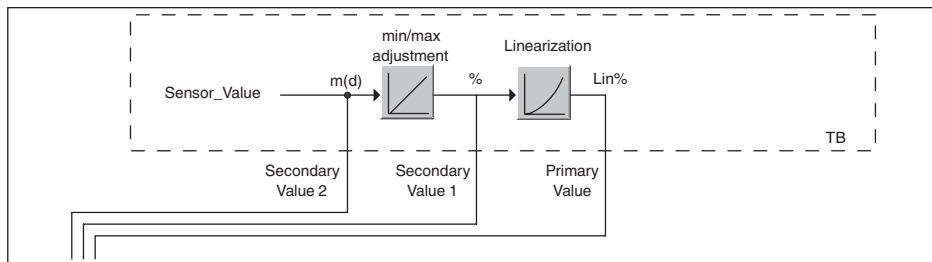 min/max
adjustment
Linearization
Sensor_Value
m(d)
%
Lin%
TB
Secondary
Value 2
Secondary
Value 1
Primary
Value